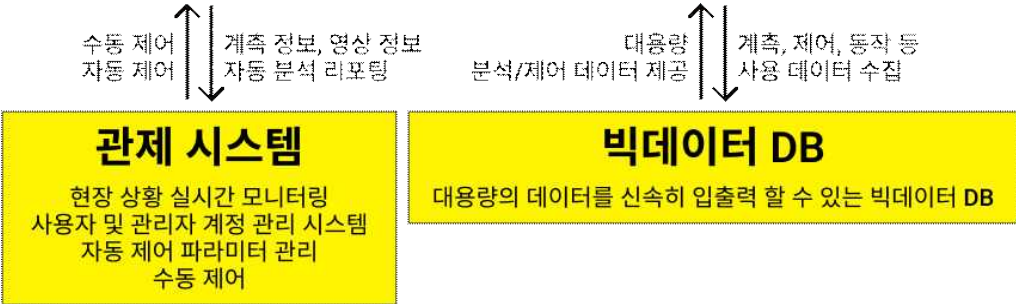 수동 제어
자동 제어
계측 정보, 영상 정보
자동 분석 리포팅
대용량
분석/제어 데이터 제공
계측, 제어, 동작 등
사용 데이터 수집
관제 시스템
현장 상황 실시간 모니터링
사용자 및 관리자 계정 관리 시스템
자동 제어 파라미터 관리
수동 제어
빅데이터 DB
대용량의 데이터를 신속히 입출력 할 수 있는 빅데이터 DB